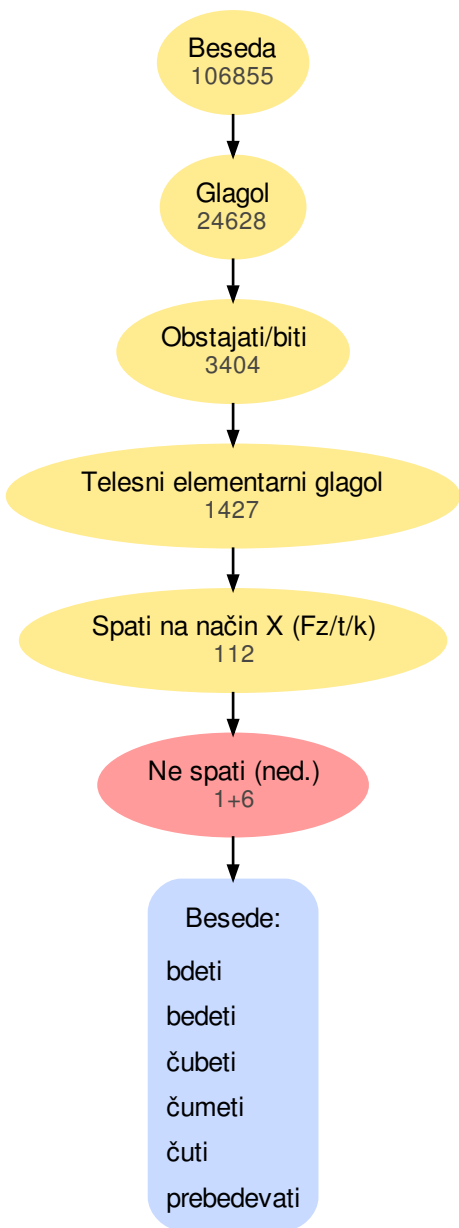 Beseda
106855
Glagol
24628
Obstajati/biti
3404
Telesni elementarni glagol
1427
Spati na način X (Fz/t/k)
112
Ne spati (ned.)
1+6
Besede:
bdeti
bedeti
čubeti
čumeti
čuti
prebedevati